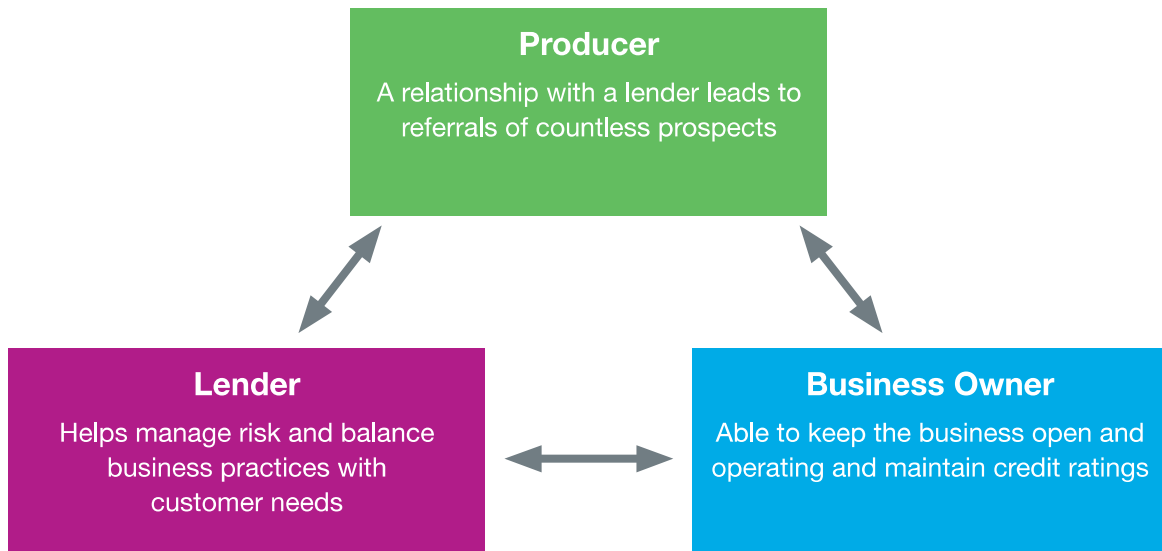 Producer
A relationship with a lender leads to
referrals of countless prospects
Lender
Helps manage risk and balance
business practices with
customer needs
Business Owner
Able to keep the business open and
operating and maintain credit ratings